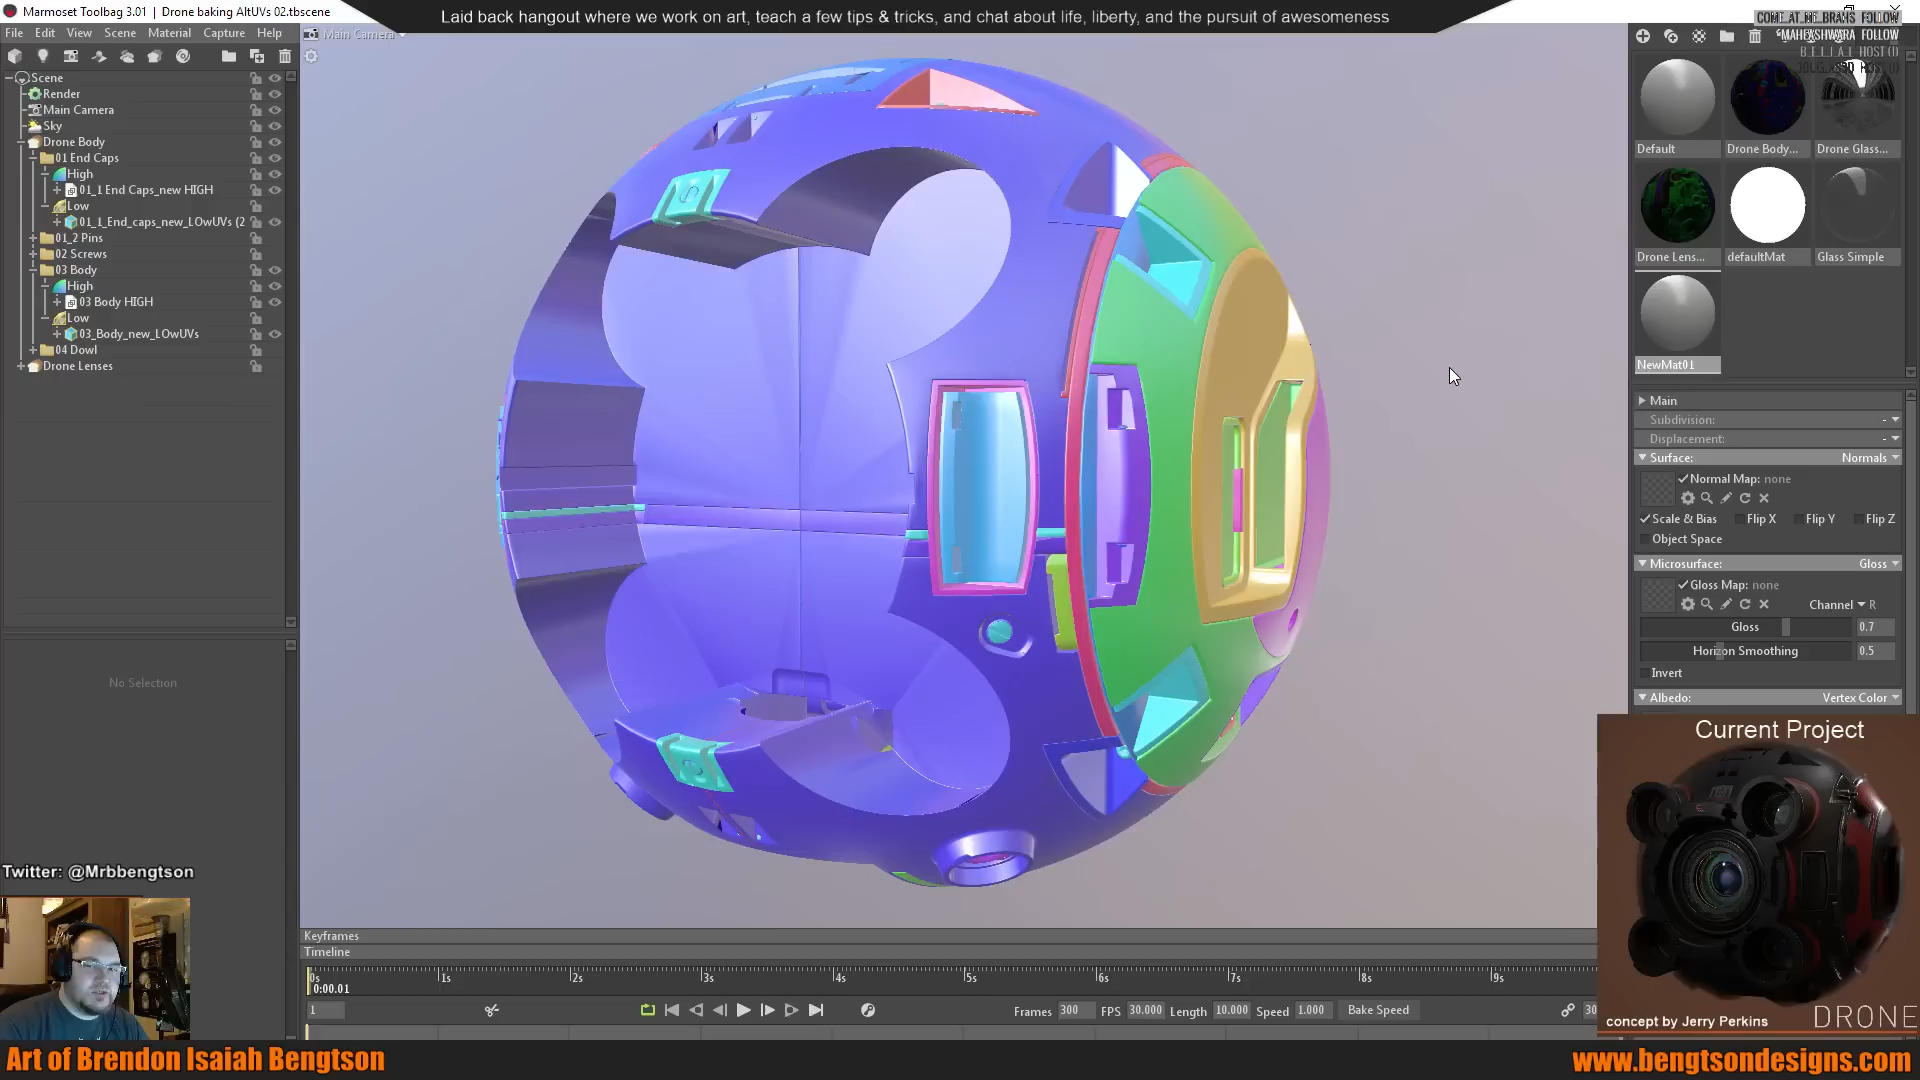 Marmoset Toolbag 3.01 | Drone baking AltUVs 02.tbscene
Laid back hangout where we work on art, teach a few tips & tricks, and chat about life, liberty, and the pursuit of awesomeness
File Edit View Scene Material Capture Help
Main Camera
Scene
Render
Main Camera
Sky
Drone Body
01 End Caps
High
01_1 End Caps_new HIGH
Low
01_1_End_caps_new_LOwUVs (2
01_2 Pins
02 Screws
03 Body
High
03 Body HIGH
Low
03_Body_new_LOwUVs
04 Dowl
Drone Lenses
No Selection
Twitter: @Mrbbengtson
FOLLOW
*MAHEASHWARA FOLLOW
Default
Drone Body...
Drone Glass...
Drone Lens...
defaultMat
Glass Simple
NewMat01
Main
Subdivision: -
Displacement: -
Surface: Normals
Normal Map: none
Scale & Bias Flip X Flip Y Flip Z
Object Space
Microsurface: Gloss
Gloss Map: none
Channel R
Gloss 0.7
Horizon Smoothing 0.5
Invert
Albedo: Vertex Color
Current Project
concept by Jerry Perkins
DRONE
Keyframes
Timeline
0s 1s 2s 3s 4s 5s 6s 7s 8s 9s
0:00.01
1
Frames 300 FPS 30.000 Length 10.000 Speed 1.000 Bake Speed
30
Art of Brendon Isaiah Bengtson
www.bengtsondesigns.com